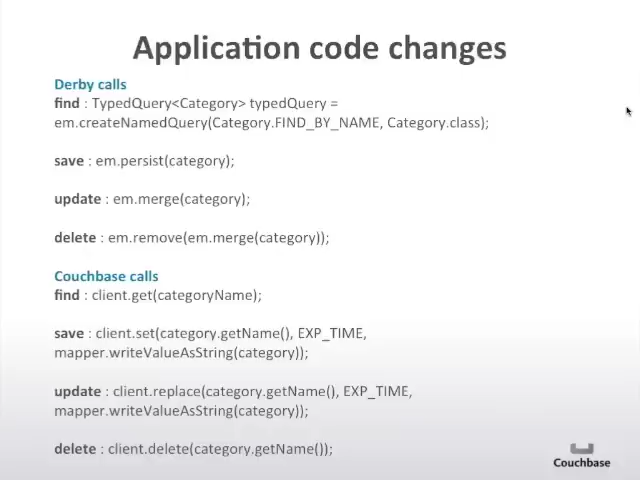 Application code changes
Derby calls
find : TypedQuery<Category> typedQuery =
em.createNamedQuery(Category.FIND_BY_NAME, Category.class);
save : em.persist(category);
update : em.merge(category);
delete : em.remove(em.merge(category));
Couchbase calls
find : client.get(categoryName);
save : client.set(category.getName(), EXP_TIME,
mapper.writeValueAsString(category));
update : client.replace(category.getName(), EXP_TIME,
mapper.writeValueAsString(category));
delete : client.delete(category.getName());
Couchbase